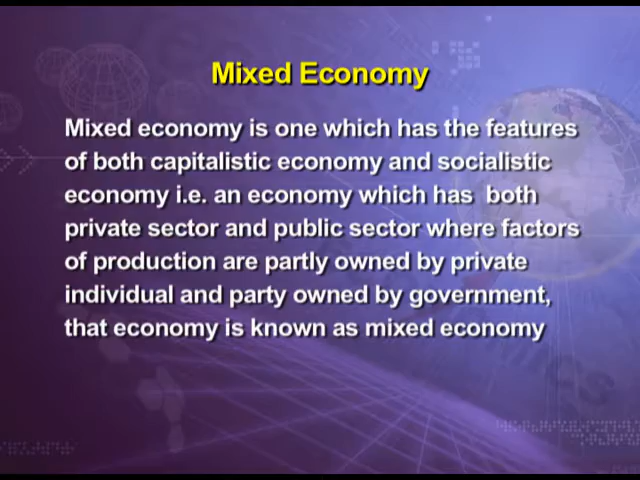 Mixed Economy
Mixed economy is one which has the features
of both capitalistic economy and socialistic
economy i.e. an economy which has both
private sector and public sector where factors
of production are partly owned by private
individual and party owned by government,
that economy is known as mixed economy